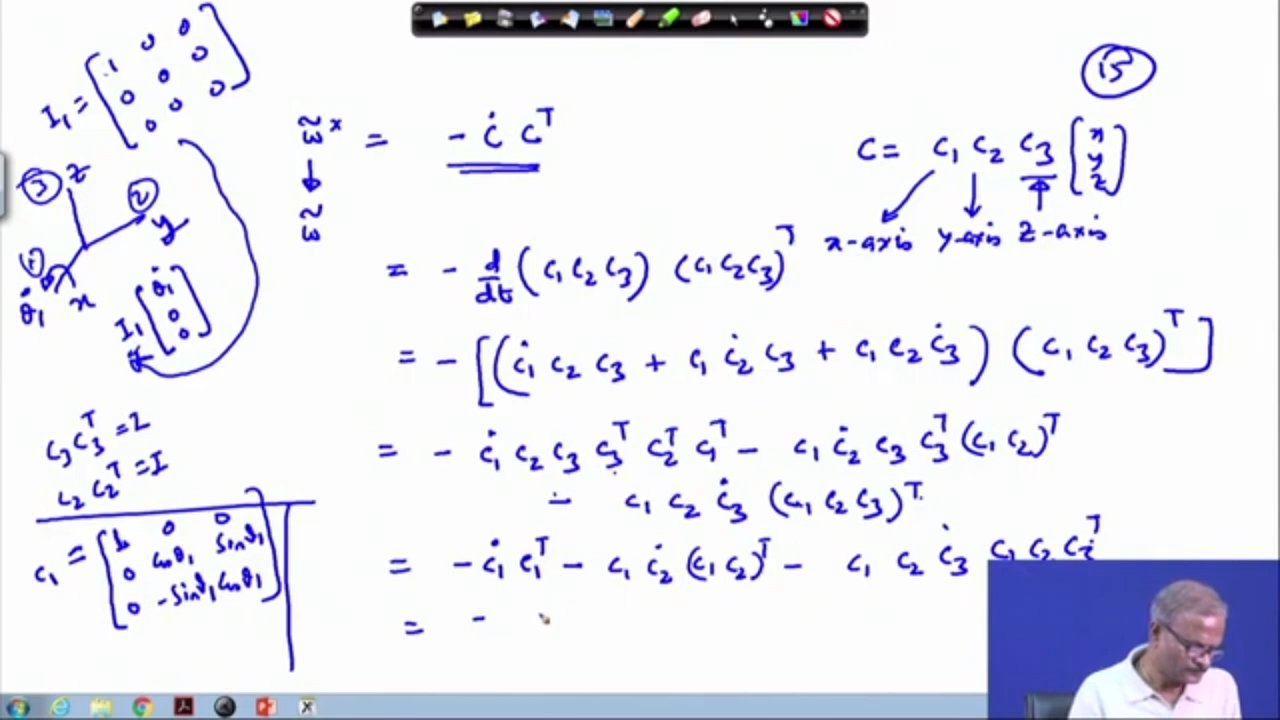 15
I₁ = [1 0 0
0 0 0
0 0 0]
ω̃ˣ = - Ċ Cᵀ
↓
ω̃
C = C₁ C₂ C₃ [x
y
z]
x-axis y-axis z-axis
③ z
② y
① x
θ̇₁
I₁ [θ̇₁
0
0]
= - d/dt (C₁ C₂ C₃) (C₁ C₂ C₃)ᵀ
= - [(Ċ₁ C₂ C₃ + C₁ Ċ₂ C₃ + C₁ C₂ Ċ₃) (C₁ C₂ C₃)ᵀ]
= - Ċ₁ C₂ C₃ C₃ᵀ C₂ᵀ C₁ᵀ - C₁ Ċ₂ C₃ C₃ᵀ (C₁ C₂)ᵀ
- C₁ C₂ Ċ₃ (C₁ C₂ C₃)ᵀ
= - Ċ₁ C₁ᵀ - C₁ Ċ₂ (C₁ C₂)ᵀ - C₁ C₂ Ċ₃ C₁ C₂ C₃ᵀ
= -
C₃ C₃ᵀ = I
C₂ C₂ᵀ = I
C₁ = [1 0 0
0 cosθ₁ sinθ₁
0 -sinθ₁ cosθ₁]